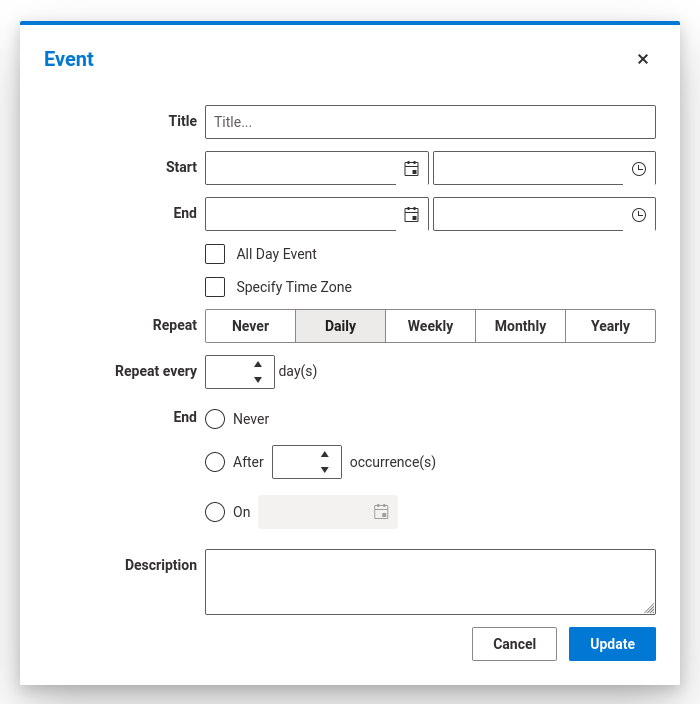 Event
Title Title...
Start
End
All Day Event
Specify Time Zone
Repeat Never Daily Weekly Monthly Yearly
Repeat every day(s)
End Never
After occurrence(s)
On
Description
Cancel Update